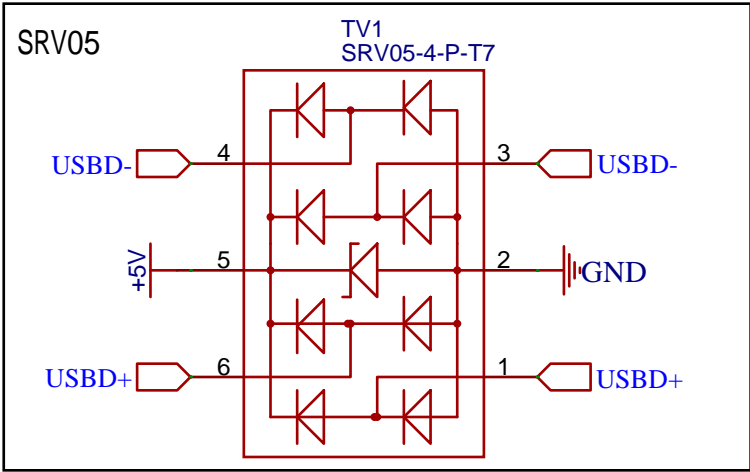 SRV05
TV1
SRV05-4-P-T7
USBD-
4
3
USBD-
+5V
5
2
GND
USBD+
6
1
USBD+